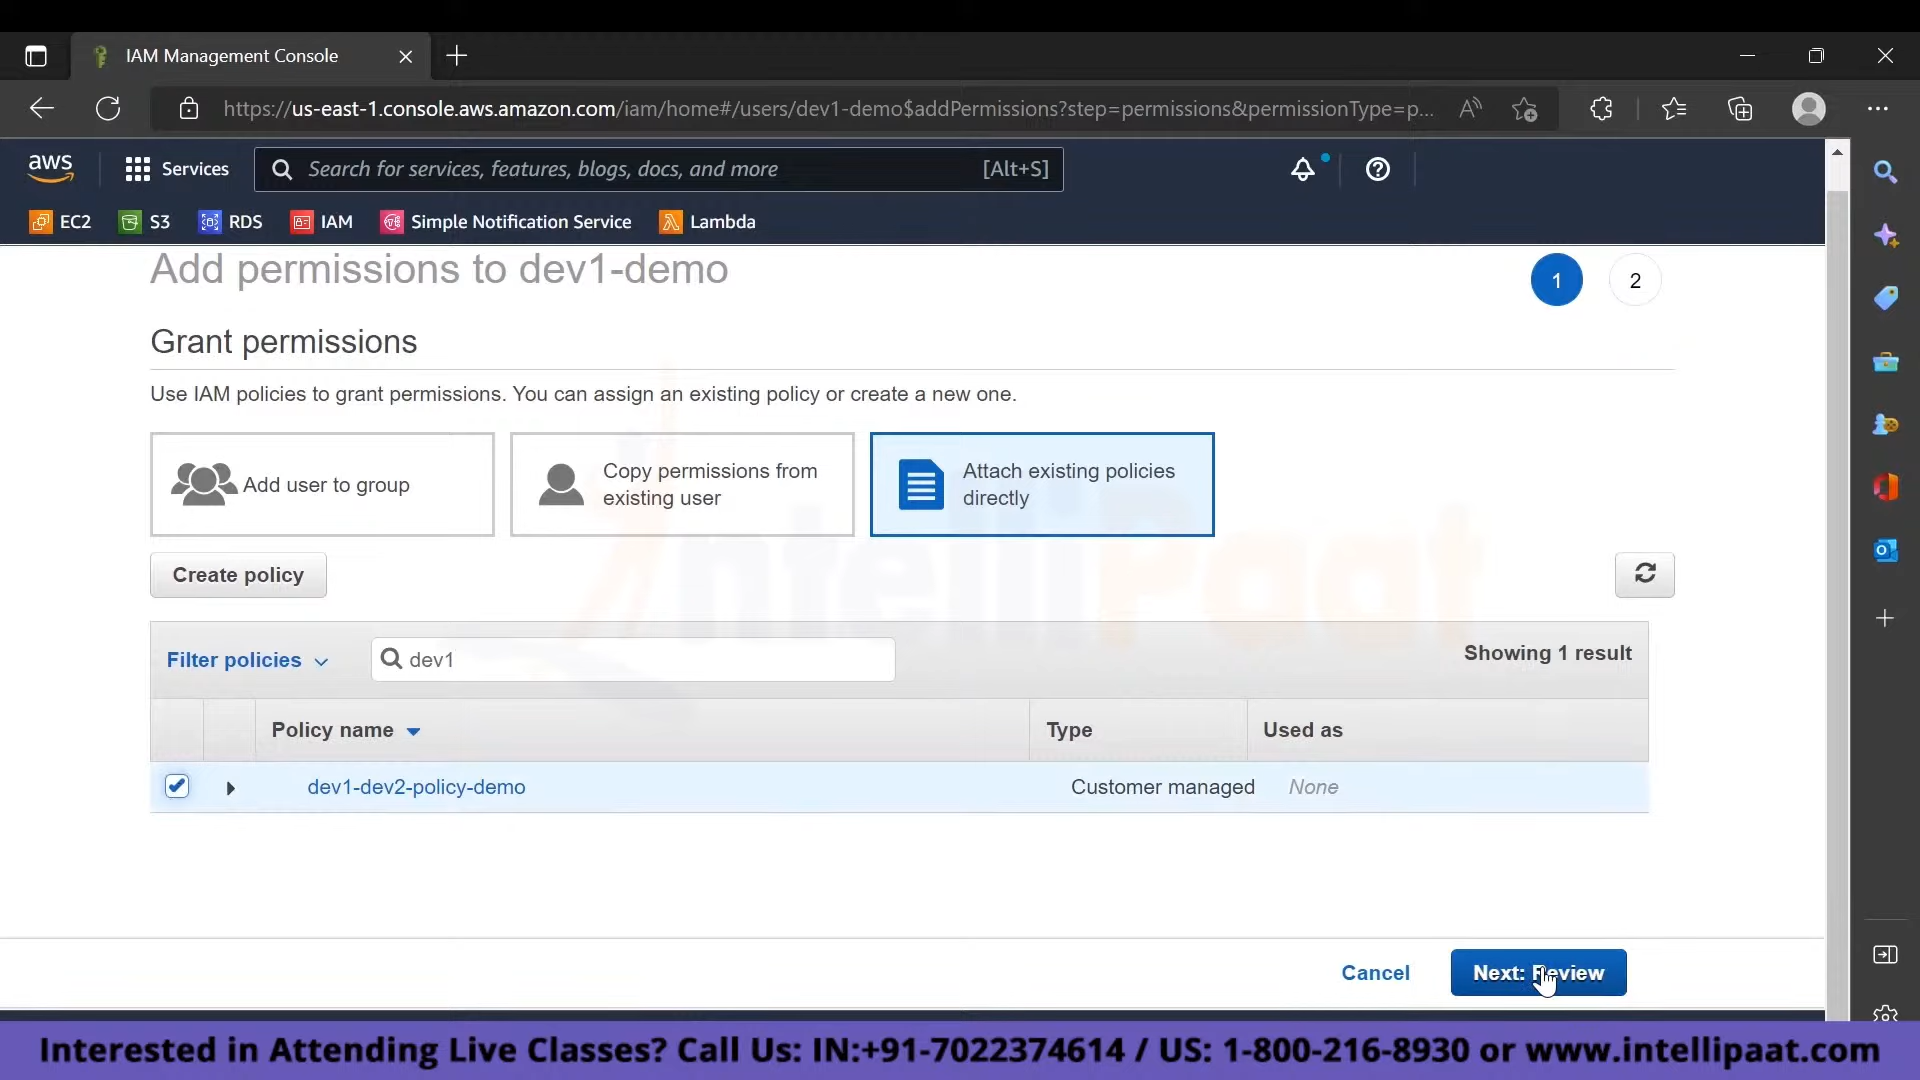 IAM Management Console
https://us-east-1.console.aws.amazon.com/iam/home#/users/dev1-demo$addPermissions?step=permissions&permissionType=p...
aws
Services
Search for services, features, blogs, docs, and more
[Alt+S]
EC2
S3
RDS
IAM
Simple Notification Service
Lambda
Add permissions to dev1-demo
1
2
Grant permissions
Use IAM policies to grant permissions. You can assign an existing policy or create a new one.
Add user to group
Copy permissions from
existing user
Attach existing policies
directly
Create policy
IntelliPaat
Filter policies
dev1
Showing 1 result
Policy name
Type
Used as
dev1-dev2-policy-demo
Customer managed
None
Cancel
Next: Review
Interested in Attending Live Classes? Call Us: IN:+91-7022374614 / US: 1-800-216-8930 or www.intellipaat.com